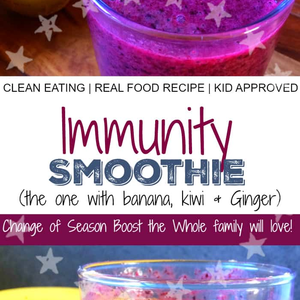 CLEAN EATING | REAL FOOD RECIPE | KID APPROVED
Immunity
SMOOTHIE
(the one with banana, kiwi & Ginger)
Change of Season Boost the Whole family will love!